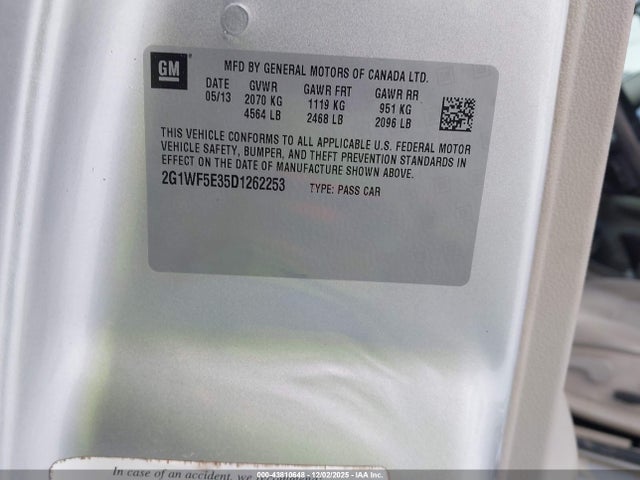 GM
MFD BY GENERAL MOTORS OF CANADA LTD.
DATE GVWR GAWR FRT GAWR RR
05/13 2070 KG 1119 KG 951 KG
4564 LB 2468 LB 2096 LB
THIS VEHICLE CONFORMS TO ALL APPLICABLE U.S. FEDERAL MOTOR
VEHICLE SAFETY, BUMPER, AND THEFT PREVENTION STANDARDS IN
EFFECT ON THE DATE OF MANUFACTURE SHOWN ABOVE.
2G1WF5E35D1262253 TYPE: PASS CAR
In case of an accident, we
000-43810648 - 12/02/2025 - IAA Inc.